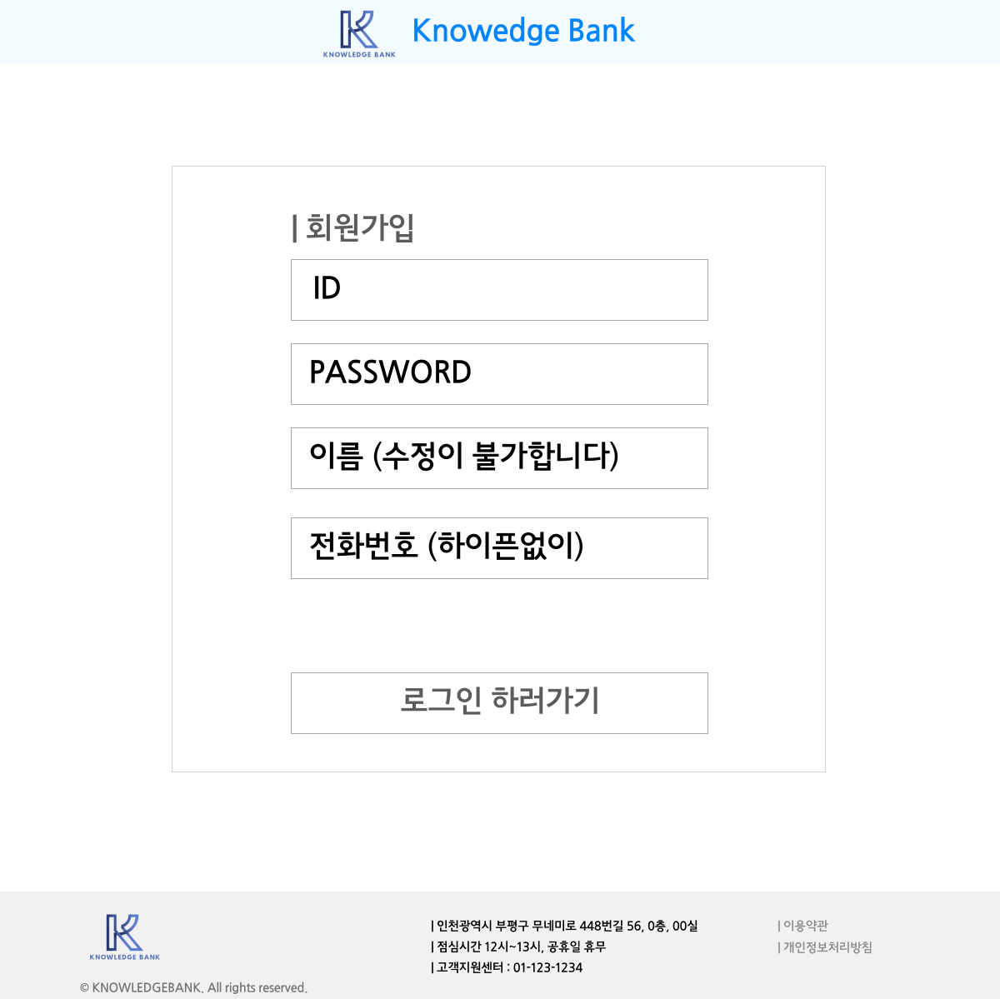 KNOWLEDGE BANK
Knowedge Bank
| 회원가입
ID
PASSWORD
이름 (수정이 불가합니다)
전화번호 (하이픈없이)
로그인 하러가기
KNOWLEDGE BANK
© KNOWLEDGEBANK. All rights reserved.
| 인천광역시 부평구 무네미로 448번길 56, 0층, 00실
| 점심시간 12시~13시, 공휴일 휴무
| 고객지원센터 : 01-123-1234
| 이용약관
| 개인정보처리방침